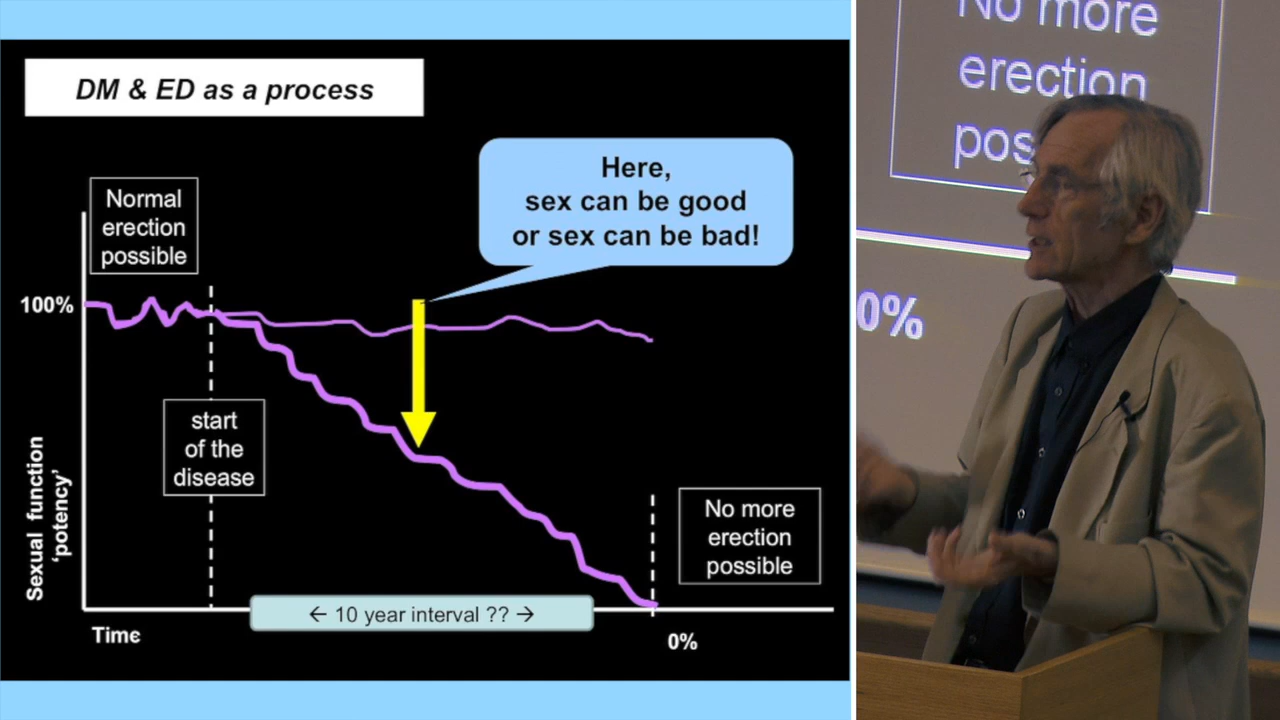 DM & ED as a process
Here,
sex can be good
or sex can be bad!
Normal
erection
possible
100%
start
of the
disease
Sexual function
‘potency’
No more
erection
possible
← 10 year interval ?? →
Time
0%
No more
erection
pos
0%